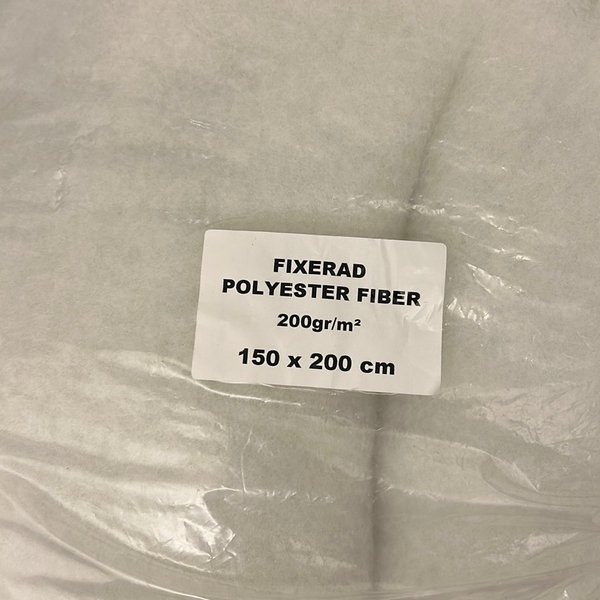 FIXERAD
POLYESTER FIBER
200gr/m²
150 x 200 cm